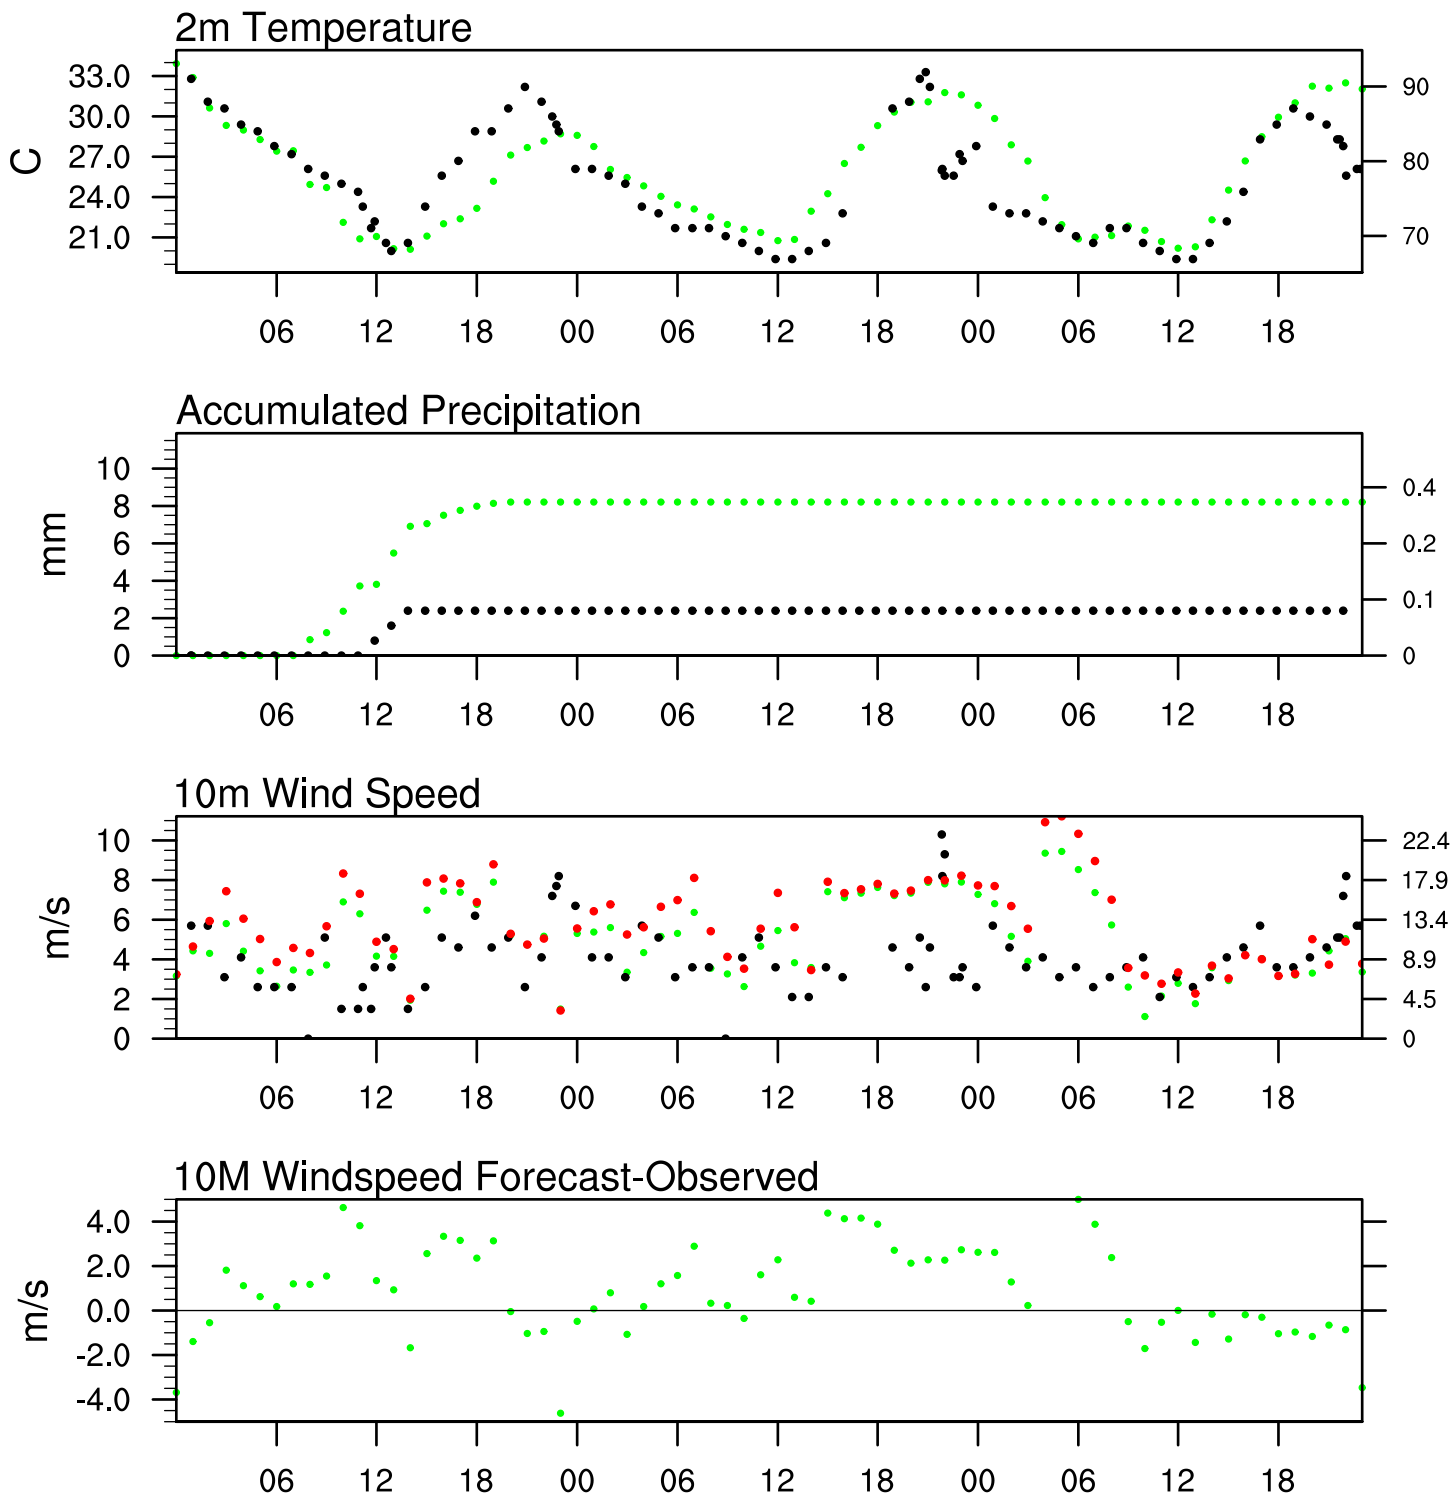 2m Temperature
33.0
30.0
27.0
24.0
21.0
C
90
80
70
06 12 18 00 06 12 18 00 06 12 18
Accumulated Precipitation
10
8
6
4
2
0
mm
0.4
0.2
0.1
0
06 12 18 00 06 12 18 00 06 12 18
10m Wind Speed
10
8
6
4
2
0
m/s
22.4
17.9
13.4
8.9
4.5
0
06 12 18 00 06 12 18 00 06 12 18
10M Windspeed Forecast-Observed
4.0
2.0
0.0
-2.0
-4.0
m/s
06 12 18 00 06 12 18 00 06 12 18